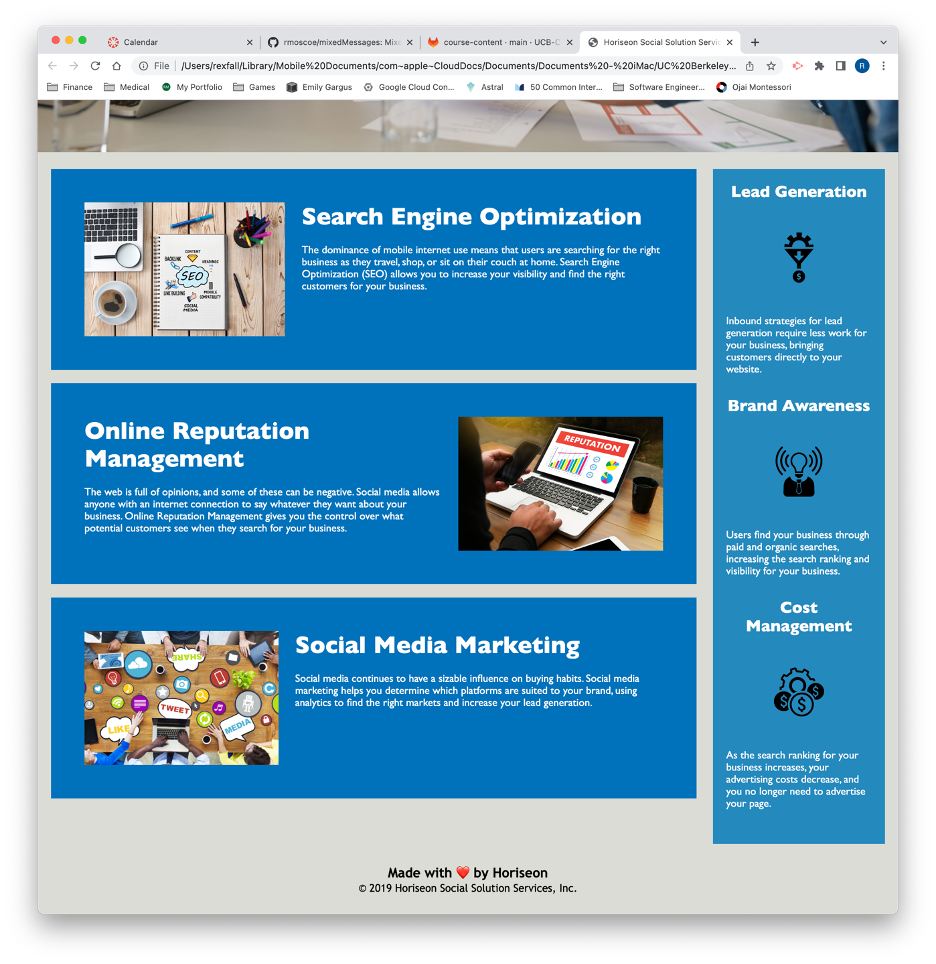 Calendar
rmoscoe/mixedMessages: Mixe
course-content · main · UCB-C
Horiseon Social Solution Servic
File
/Users/rexfall/Library/Mobile%20Documents/com~apple~CloudDocs/Documents/Documents%20-%20iMac/UC%20Berkeley...
R
Finance
Medical
My Portfolio
Games
Emily Gargus
Google Cloud Con...
Astral
50 Common Inter...
Software Engineer...
Ojai Montessori
Search Engine Optimization
The dominance of mobile internet use means that users are searching for the right
business as they travel, shop, or sit on their couch at home. Search Engine
Optimization (SEO) allows you to increase your visibility and find the right
customers for your business.
CONTENT
BACKLINK
SEO
LINK BUILDING
MOBILE
COMPATIBILITY
SOCIAL
MEDIA
Online Reputation
Management
The web is full of opinions, and some of these can be negative. Social media allows
anyone with an internet connection to say whatever they want about your
business. Online Reputation Management gives you the control over what
potential customers see when they search for your business.
REPUTATION
Social Media Marketing
Social media continues to have a sizable influence on buying habits. Social media
marketing helps you determine which platforms are suited to your brand, using
analytics to find the right markets and increase your lead generation.
SHARE
TWEET
LIKE
MEDIA
Lead Generation
$
Inbound strategies for lead
generation require less work for
your business, bringing
customers directly to your
website.
Brand Awareness
Users find your business through
paid and organic searches,
increasing the search ranking and
visibility for your business.
Cost
Management
$ $ $
As the search ranking for your
business increases, your
advertising costs decrease, and
you no longer need to advertise
your page.
Made with ❤️ by Horiseon
© 2019 Horiseon Social Solution Services, Inc.